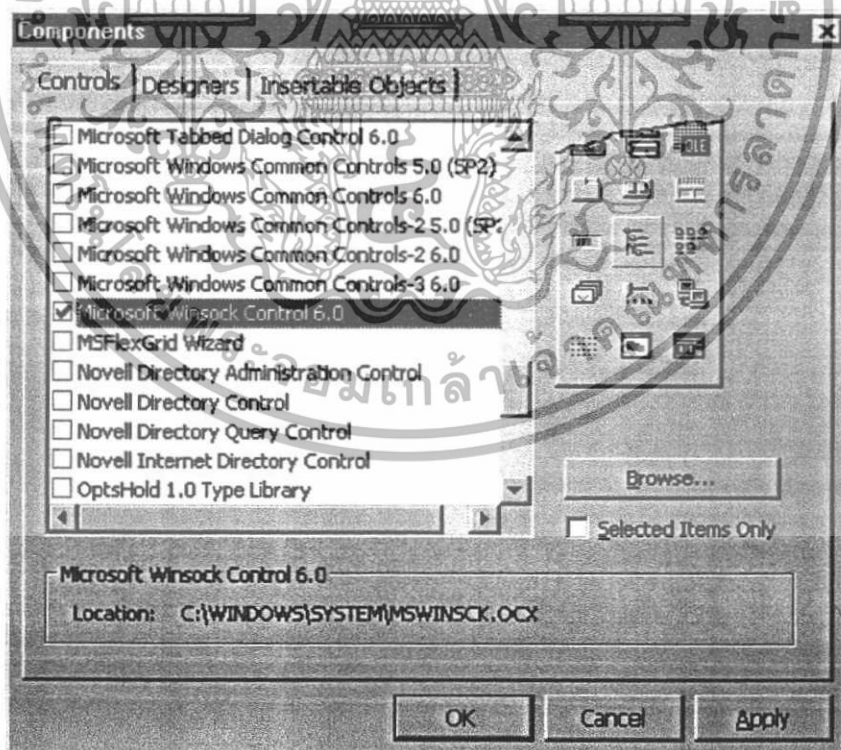 Components
Controls
Designers
Insertable Objects
Microsoft Tabbed Dialog Control 6.0
Microsoft Windows Common Controls 5.0 (SP2)
Microsoft Windows Common Controls 6.0
Microsoft Windows Common Controls-2 5.0 (SP2
Microsoft Windows Common Controls-2 6.0
Microsoft Windows Common Controls-3 6.0
Microsoft Winsock Control 6.0
MSFlexGrid Wizard
Novell Directory Administration Control
Novell Directory Control
Novell Directory Query Control
Novell Internet Directory Control
OptsHold 1.0 Type Library
OLE
Browse...
Selected Items Only
Microsoft Winsock Control 6.0
Location: C:\WINDOWS\SYSTEM\MSWINSCK.OCX
OK
Cancel
Apply